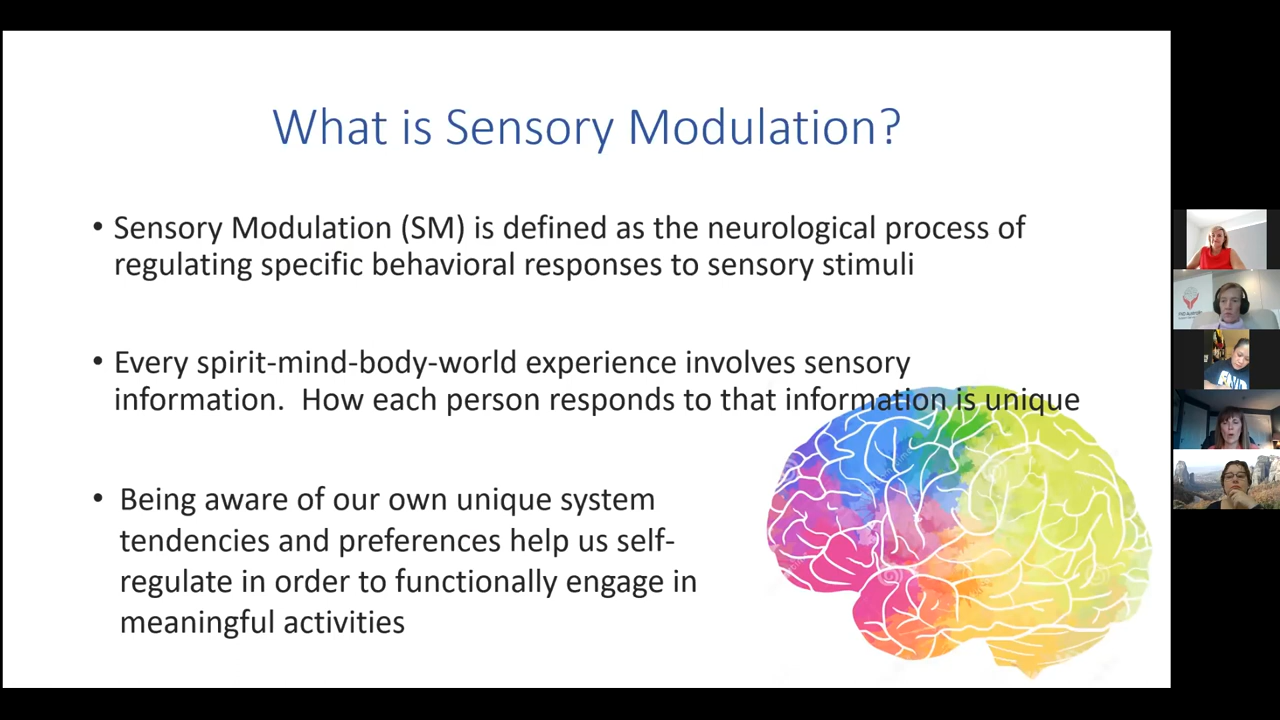 What is Sensory Modulation?
• Sensory Modulation (SM) is defined as the neurological process of
regulating specific behavioral responses to sensory stimuli
• Every spirit-mind-body-world experience involves sensory
information.  How each person responds to that information is unique
• Being aware of our own unique system
tendencies and preferences help us self-
regulate in order to functionally engage in
meaningful activities